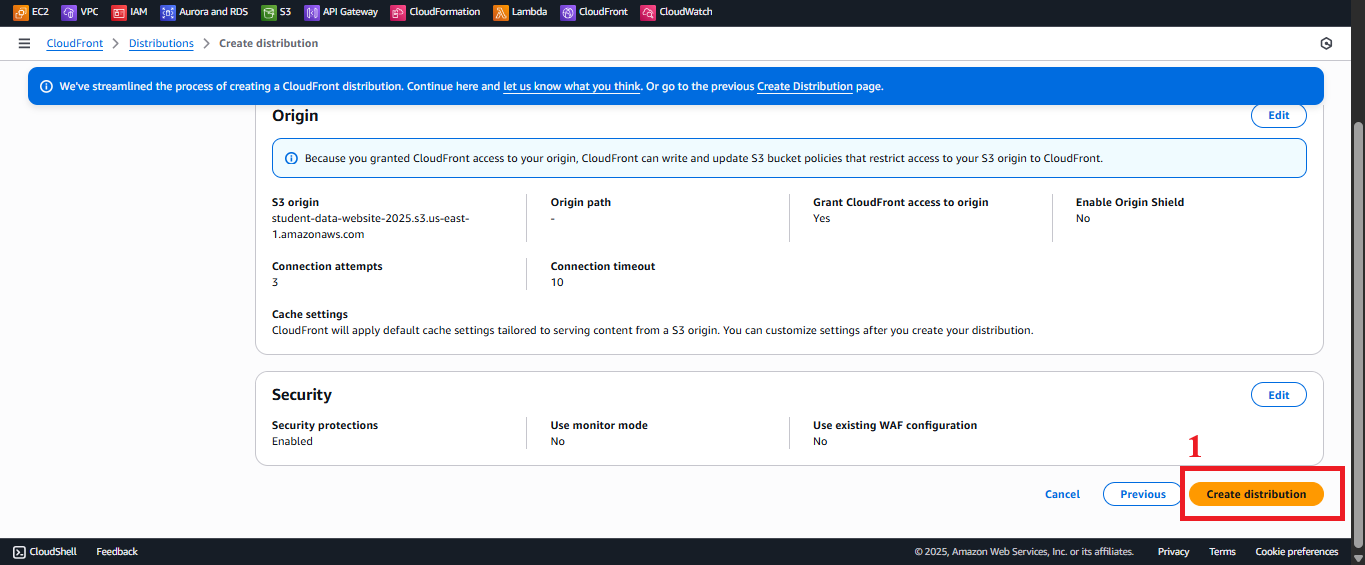 EC2 VPC IAM Aurora and RDS S3 API Gateway CloudFormation Lambda CloudFront CloudWatch
CloudFront > Distributions > Create distribution
We've streamlined the process of creating a CloudFront distribution. Continue here and let us know what you think. Or go to the previous Create Distribution page.
Origin
Edit
Because you granted CloudFront access to your origin, CloudFront can write and update S3 bucket policies that restrict access to your S3 origin to CloudFront.
S3 origin
student-data-website-2025.s3.us-east-
1.amazonaws.com
Origin path
-
Grant CloudFront access to origin
Yes
Enable Origin Shield
No
Connection attempts
3
Connection timeout
10
Cache settings
CloudFront will apply default cache settings tailored to serving content from a S3 origin. You can customize settings after you create your distribution.
Security
Edit
Security protections
Enabled
Use monitor mode
No
Use existing WAF configuration
No
1
Cancel Previous Create distribution
CloudShell Feedback © 2025, Amazon Web Services, Inc. or its affiliates. Privacy Terms Cookie preferences